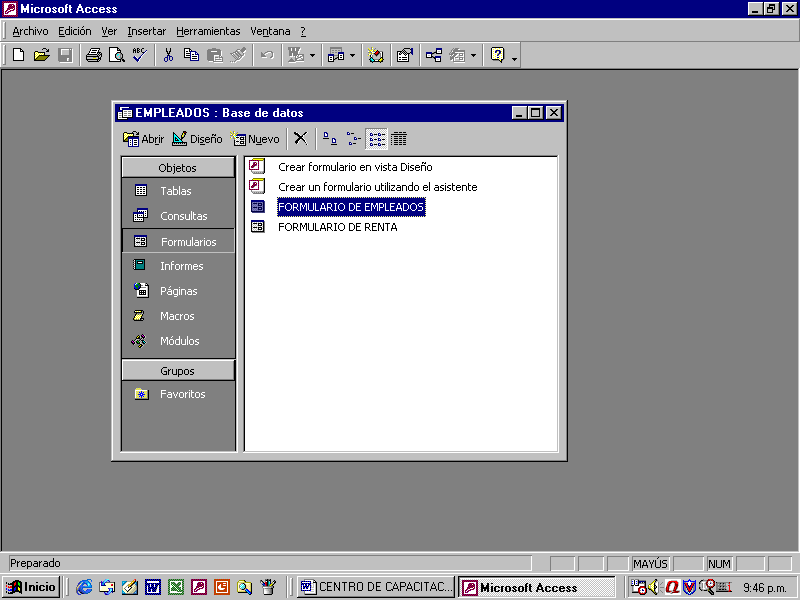 Microsoft Access
Archivo Edición Ver Insertar Herramientas Ventana ?
EMPLEADOS : Base de datos
Abrir Diseño Nuevo
Objetos
Tablas
Consultas
Formularios
Informes
Páginas
Macros
Módulos
Grupos
Favoritos
Crear formulario en vista Diseño
Crear un formulario utilizando el asistente
FORMULARIO DE EMPLEADOS
FORMULARIO DE RENTA
Preparado MAYÚS NUM
Inicio CENTRO DE CAPACITAC... Microsoft Access 9:46 p.m.